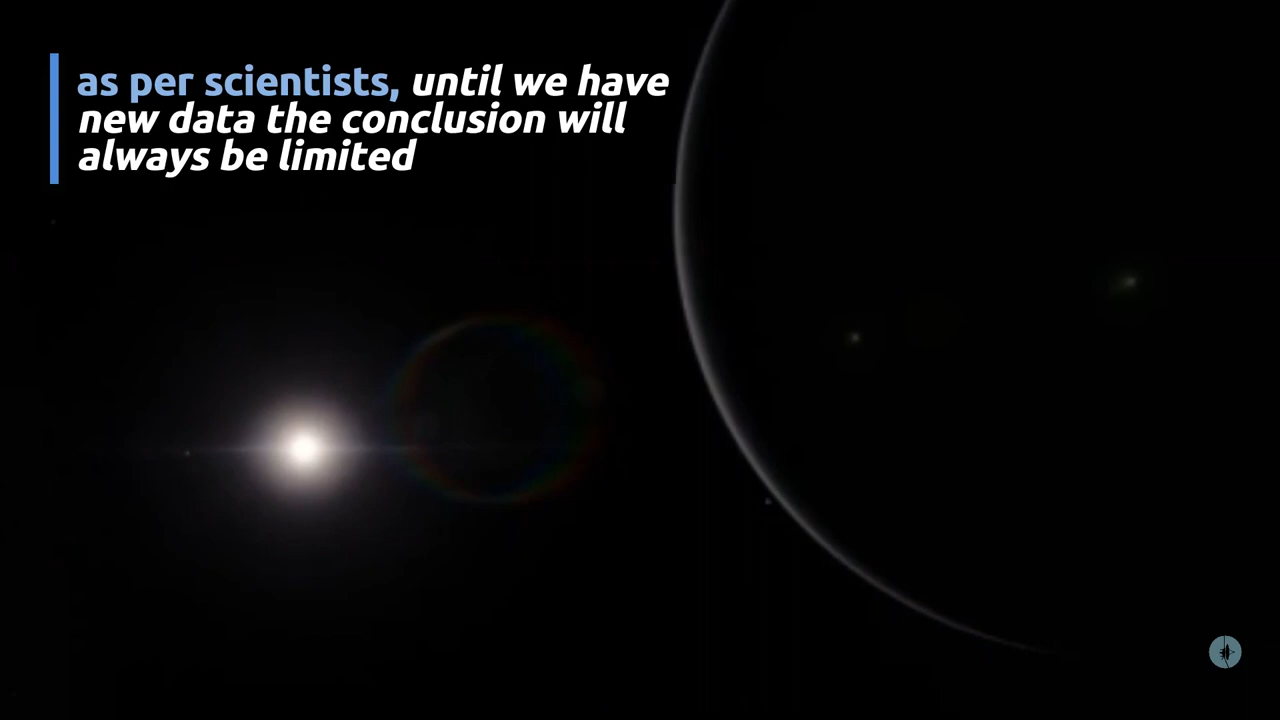 as per scientists, until we have
new data the conclusion will
always be limited